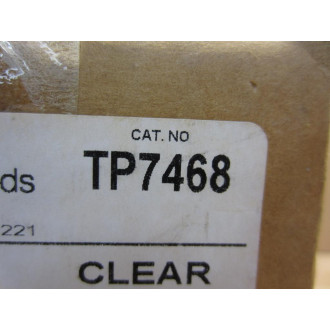 CAT. NO
ds TP7468
221
CLEAR